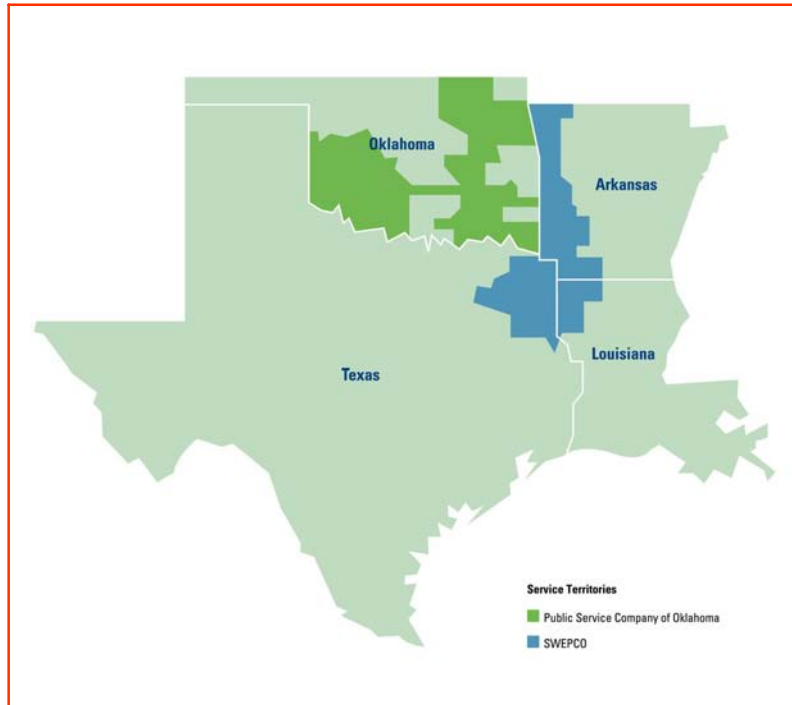 Oklahoma
Arkansas
Texas
Louisiana
Service Territories
Public Service Company of Oklahoma
SWEPCO